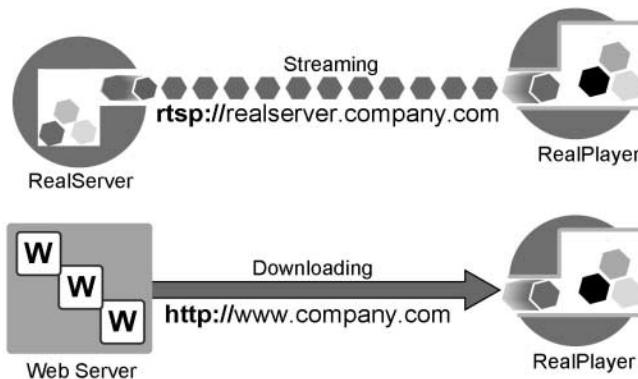 Streaming
rtsp://realserver.company.com
RealServer
RealPlayer
W
W
W
Downloading
http://www.company.com
Web Server
RealPlayer